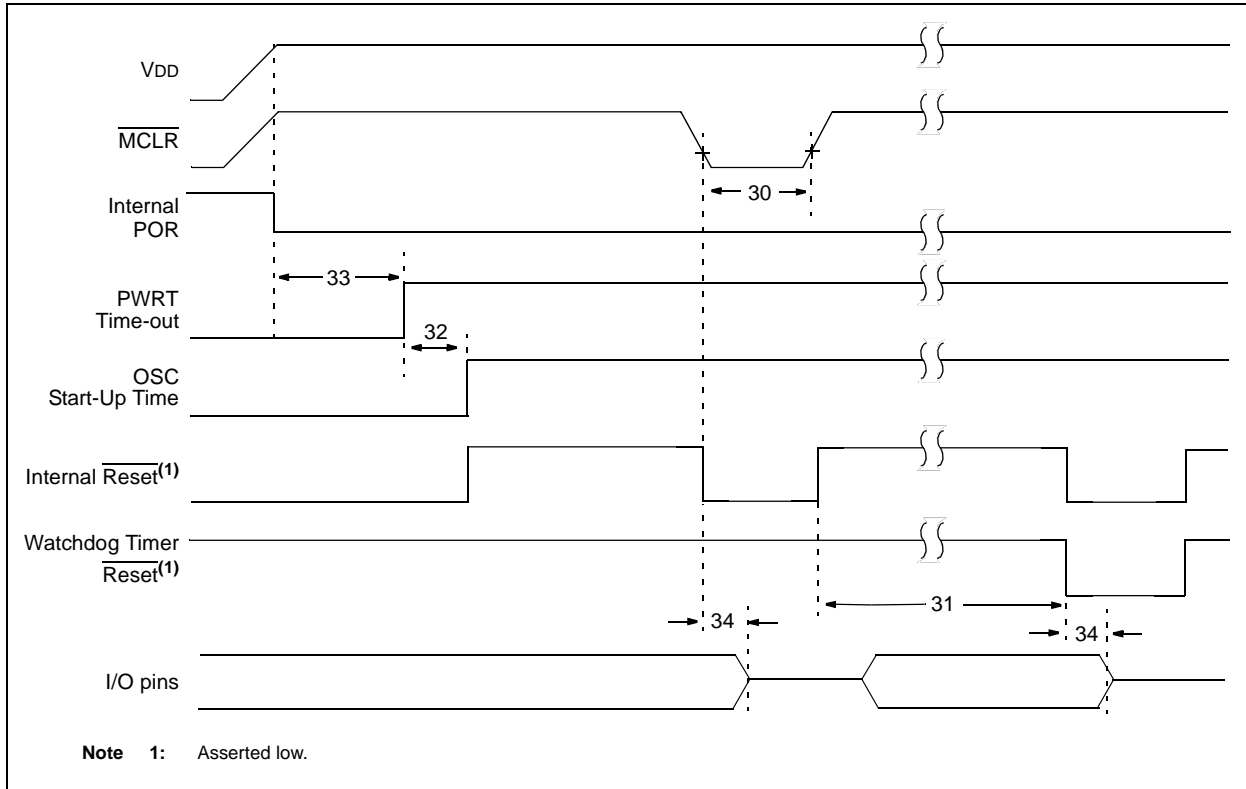 VDD
MCLR
30
Internal
POR
33
PWRT
Time-out
32
OSC
Start-Up Time
Internal Reset(1)
Watchdog Timer
Reset(1)
31
34
34
I/O pins
Note 1: Asserted low.